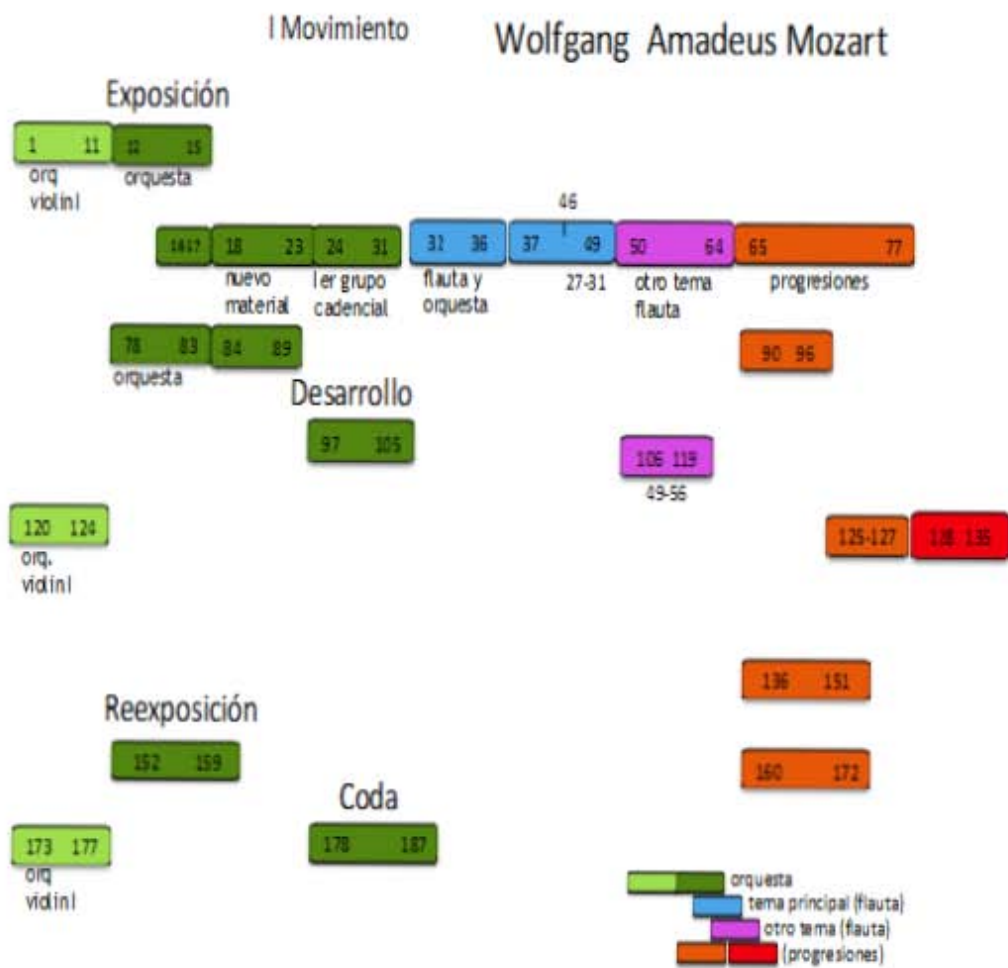 I Movimiento
Wolfgang Amadeus Mozart
Exposición
1 11
15
orq
violin I
orquesta
46
16-17
18 23
24 31
32 36
37 49
50 64
65 77
nuevo
material
1er grupo
cadencial
flauta y
orquesta
27-31
otro tema
flauta
progresiones
78 83
84 89
90 96
orquesta
Desarrollo
97 105
106 119
49-56
120 124
125-127
128 135
orq.
violin I
136 151
Reexposición
152 159
160 172
Coda
173 177
178 187
orq
violin I
orquesta
tema principal (flauta)
otro tema (flauta)
(progresiones)